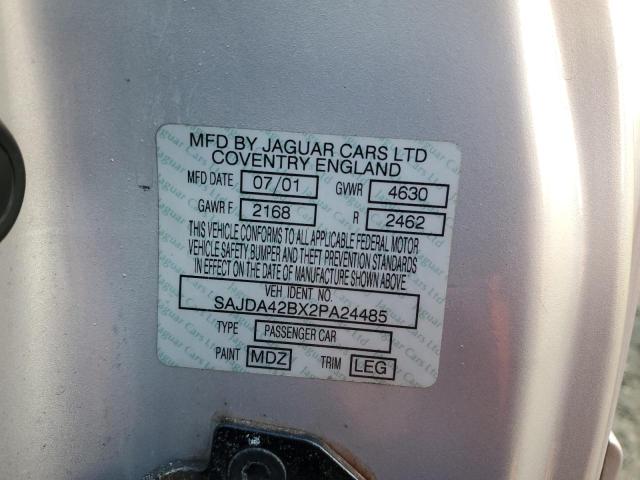 MFD BY JAGUAR CARS LTD
COVENTRY ENGLAND
MFD DATE 07/01 GVWR 4630
GAWR F 2168 R 2462
THIS VEHICLE CONFORMS TO ALL APPLICABLE FEDERAL MOTOR
VEHICLE SAFETY, BUMPER AND THEFT PREVENTION STANDARDS
IN EFFECT ON THE DATE OF MANUFACTURE SHOWN ABOVE.
VEH IDENT NO.
SAJDA42BX2PA24485
TYPE PASSENGER CAR
PAINT MDZ TRIM LEG